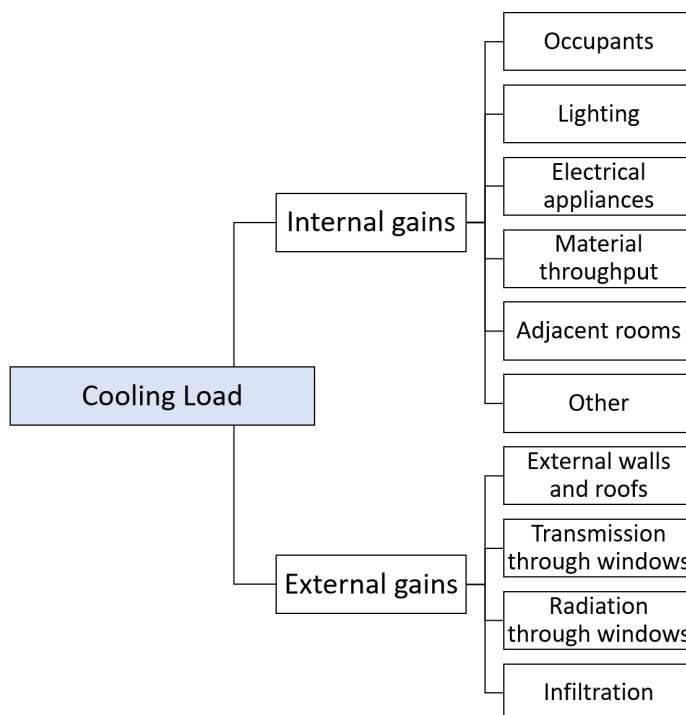 Occupants
Lighting
Electrical
appliances
Internal gains
Material
throughput
Adjacent rooms
Cooling Load
Other
External walls
and roofs
Transmission
through windows
External gains
Radiation
through windows
Infiltration